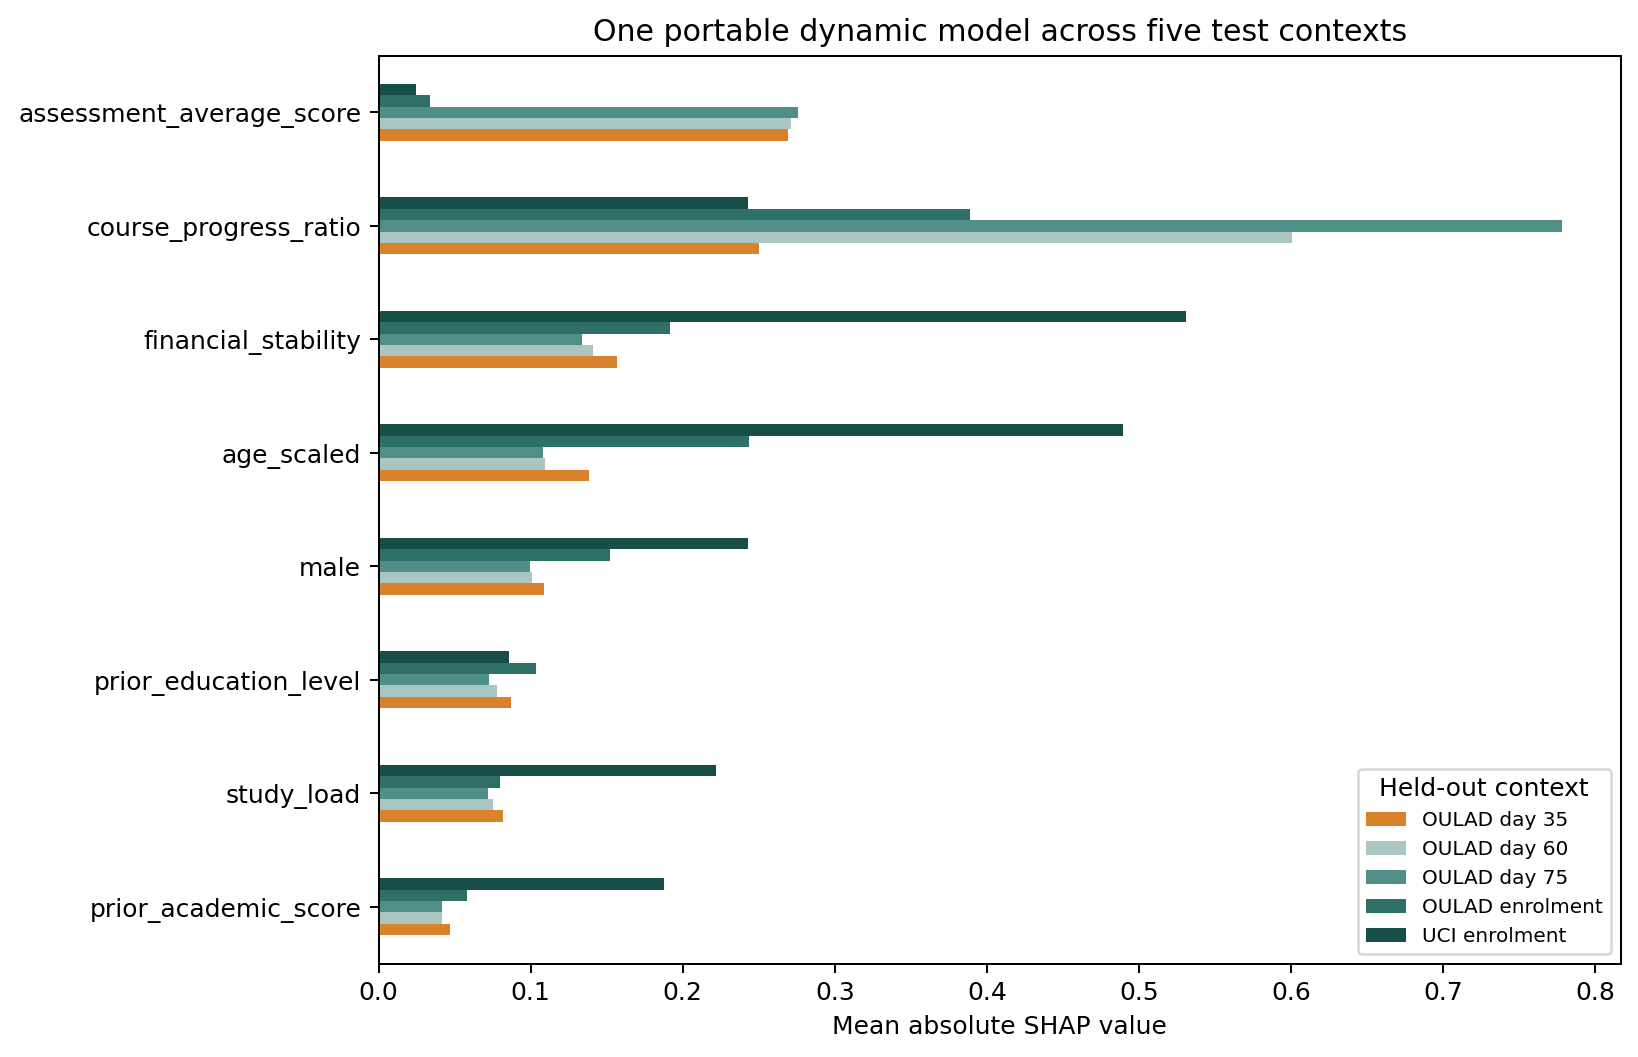 One portable dynamic model across five test contexts
assessment_average_score
course_progress_ratio
financial_stability
age_scaled
male
prior_education_level
study_load
prior_academic_score
Held-out context
OULAD day 35
OULAD day 60
OULAD day 75
OULAD enrolment
UCI enrolment
0.0 0.1 0.2 0.3 0.4 0.5 0.6 0.7 0.8
Mean absolute SHAP value